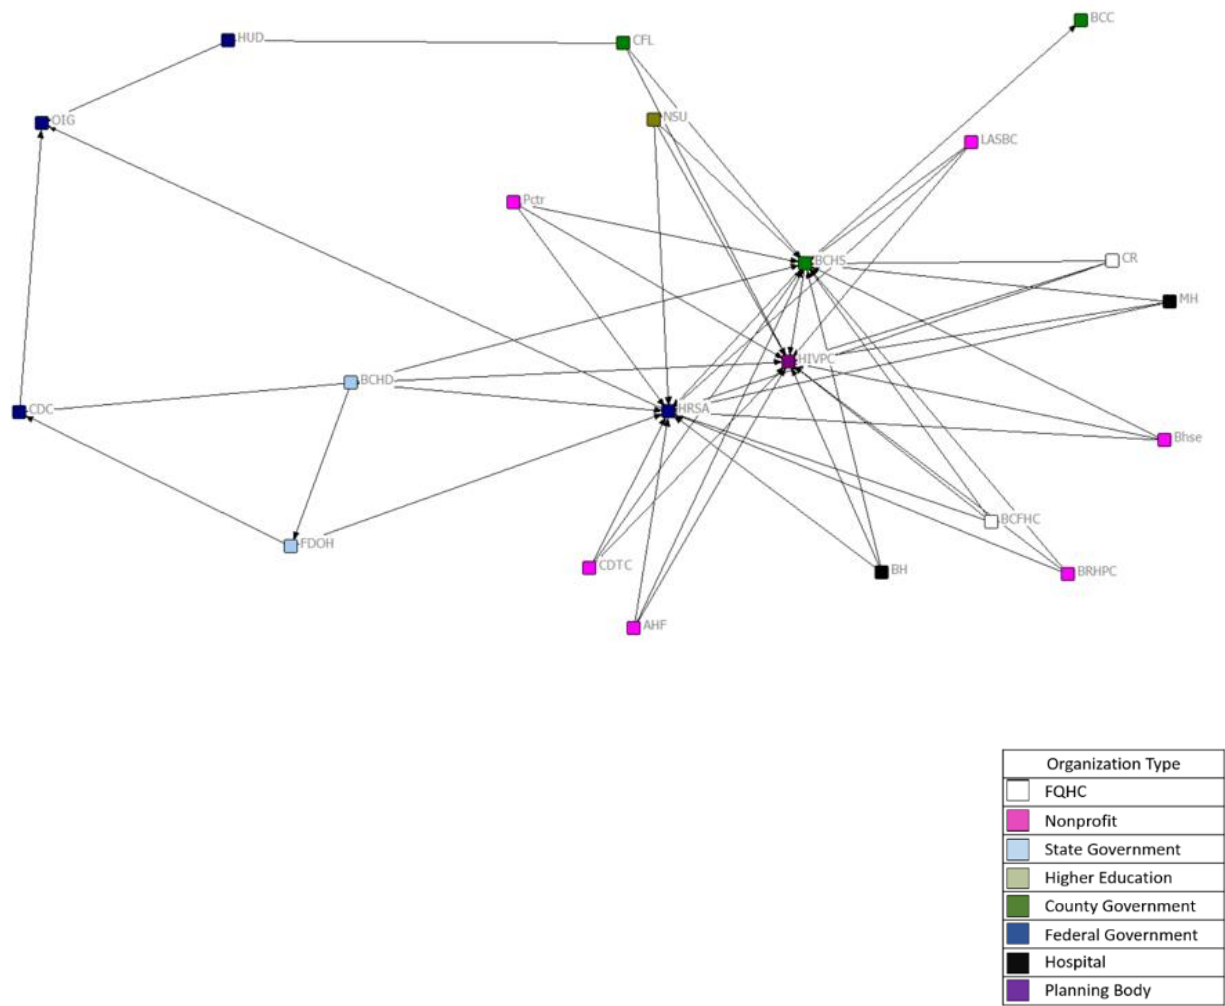 BCC
HUD
CFL
NSU
OIG
LASBC
Pctr
BCHS
CR
MH
HIVPC
BCHD
HRSA
CDC
Bhse
BCFHC
FDOH
CDTC
BH
BRHPC
AHF
Organization Type
FQHC
Nonprofit
State Government
Higher Education
County Government
Federal Government
Hospital
Planning Body